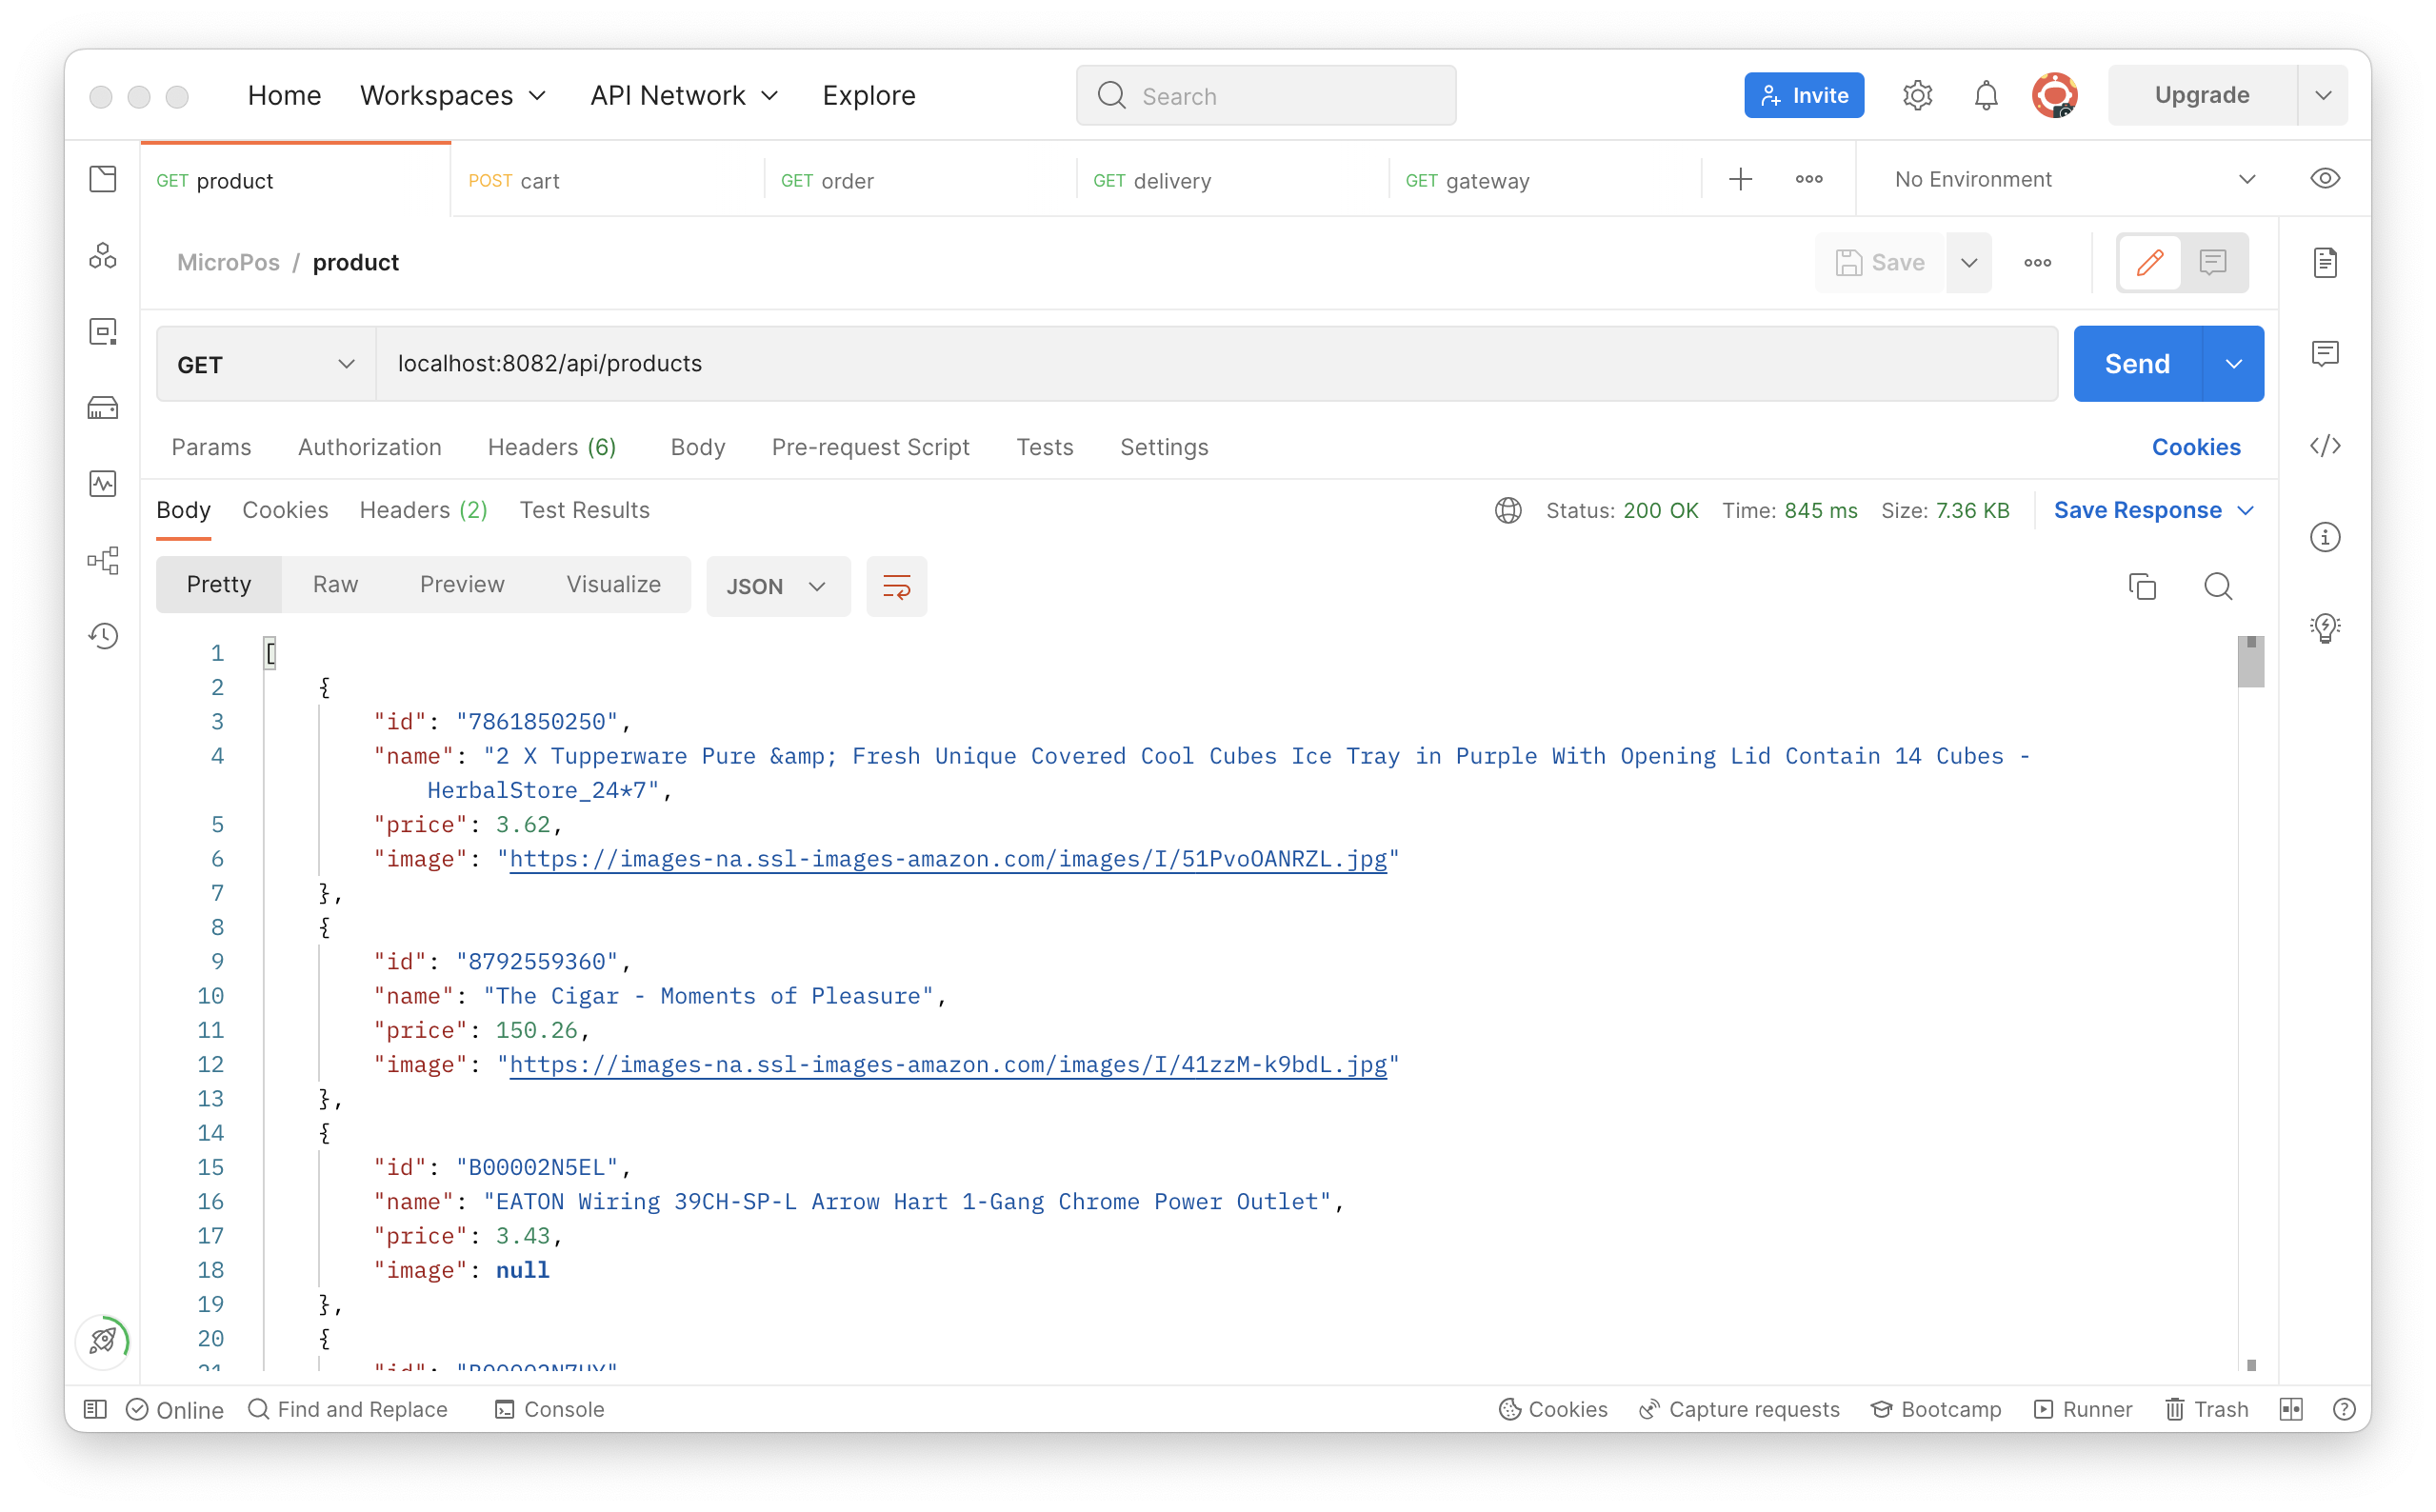 Home Workspaces API Network Explore Search Invite Upgrade
GET product POST cart GET order GET delivery GET gateway No Environment
MicroPos / product Save
GET localhost:8082/api/products Send
Params Authorization Headers (6) Body Pre-request Script Tests Settings Cookies
Body Cookies Headers (2) Test Results Status: 200 OK Time: 845 ms Size: 7.36 KB Save Response
Pretty Raw Preview Visualize JSON
1 [
2 {
3 "id": "7861850250",
4 "name": "2 X Tupperware Pure &amp; Fresh Unique Covered Cool Cubes Ice Tray in Purple With Opening Lid Contain 14 Cubes -
HerbalStore_24*7",
5 "price": 3.62,
6 "image": "https://images-na.ssl-images-amazon.com/images/I/51PvoOANRZL.jpg"
7 },
8 {
9 "id": "8792559360",
10 "name": "The Cigar - Moments of Pleasure",
11 "price": 150.26,
12 "image": "https://images-na.ssl-images-amazon.com/images/I/41zzM-k9bdL.jpg"
13 },
14 {
15 "id": "B00002N5EL",
16 "name": "EATON Wiring 39CH-SP-L Arrow Hart 1-Gang Chrome Power Outlet",
17 "price": 3.43,
18 "image": null
19 },
20 {
21 "id":
Online Find and Replace Console Cookies Capture requests Bootcamp Runner Trash